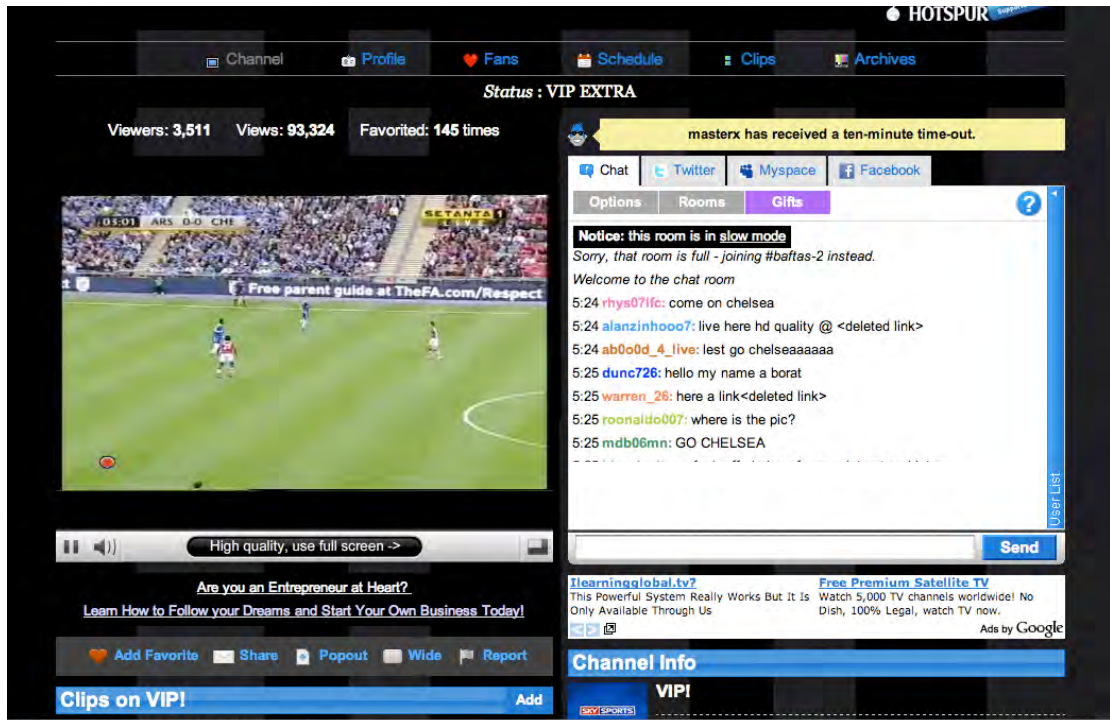 HOTSPUR
Channel Profile Fans Schedule Clips Archives
Status : VIP EXTRA
Viewers: 3,511 Views: 93,324 Favorited: 145 times
masterx has received a ten-minute time-out.
Chat Twitter Myspace Facebook
Options Rooms Gifts ?
Notice: this room is in slow mode
Sorry, that room is full - joining #baftas-2 instead.
Welcome to the chat room
5:24 rhys07lfc: come on chelsea
5:24 alanzinhooo7: live here hd quality @ <deleted link>
5:24 ab0o0d_4_live: lest go chelseaaaaaa
5:25 dunc726: hello my name a borat
5:25 warren_26: here a link<deleted link>
5:25 roonaldo007: where is the pic?
5:25 mdb06mn: GO CHELSEA
User List
Send
03:01 ARS 0-0 CHE
SETANTA 1
LIVE
Free parent guide at TheFA.com/Respect
High quality, use full screen ->
Are you an Entrepreneur at Heart?
Learn How to Follow your Dreams and Start Your Own Business Today!
Ilearningglobal.tv?
This Powerful System Really Works But It Is
Only Available Through Us
Free Premium Satellite TV
Watch 5,000 TV channels worldwide! No
Dish, 100% Legal, watch TV now.
Ads by Google
Add Favorite Share Popout Wide Report
Clips on VIP! Add
Channel Info
VIP!
SKY SPORTS